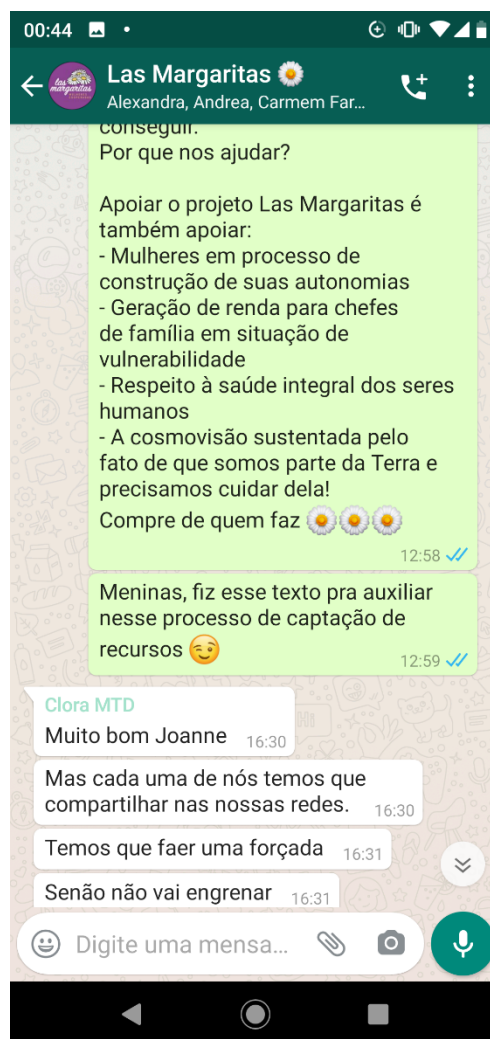 00:44
Las Margaritas 🌼
Alexandra, Andrea, Carmem Far...
las
margaritas
conseguir.
Por que nos ajudar?
Apoiar o projeto Las Margaritas é
também apoiar:
- Mulheres em processo de
construção de suas autonomias
- Geração de renda para chefes
de família em situação de
vulnerabilidade
- Respeito à saúde integral dos seres
humanos
- A cosmovisão sustentada pelo
fato de que somos parte da Terra e
precisamos cuidar dela!
Compre de quem faz 🌼🌼🌼
12:58
Meninas, fiz esse texto pra auxiliar
nesse processo de captação de
recursos 😉
12:59
Clora MTD
Muito bom Joanne 16:30
Mas cada uma de nós temos que
compartilhar nas nossas redes. 16:30
Temos que faer uma forçada 16:31
Senão não vai engrenar 16:31
Digite uma mensa...